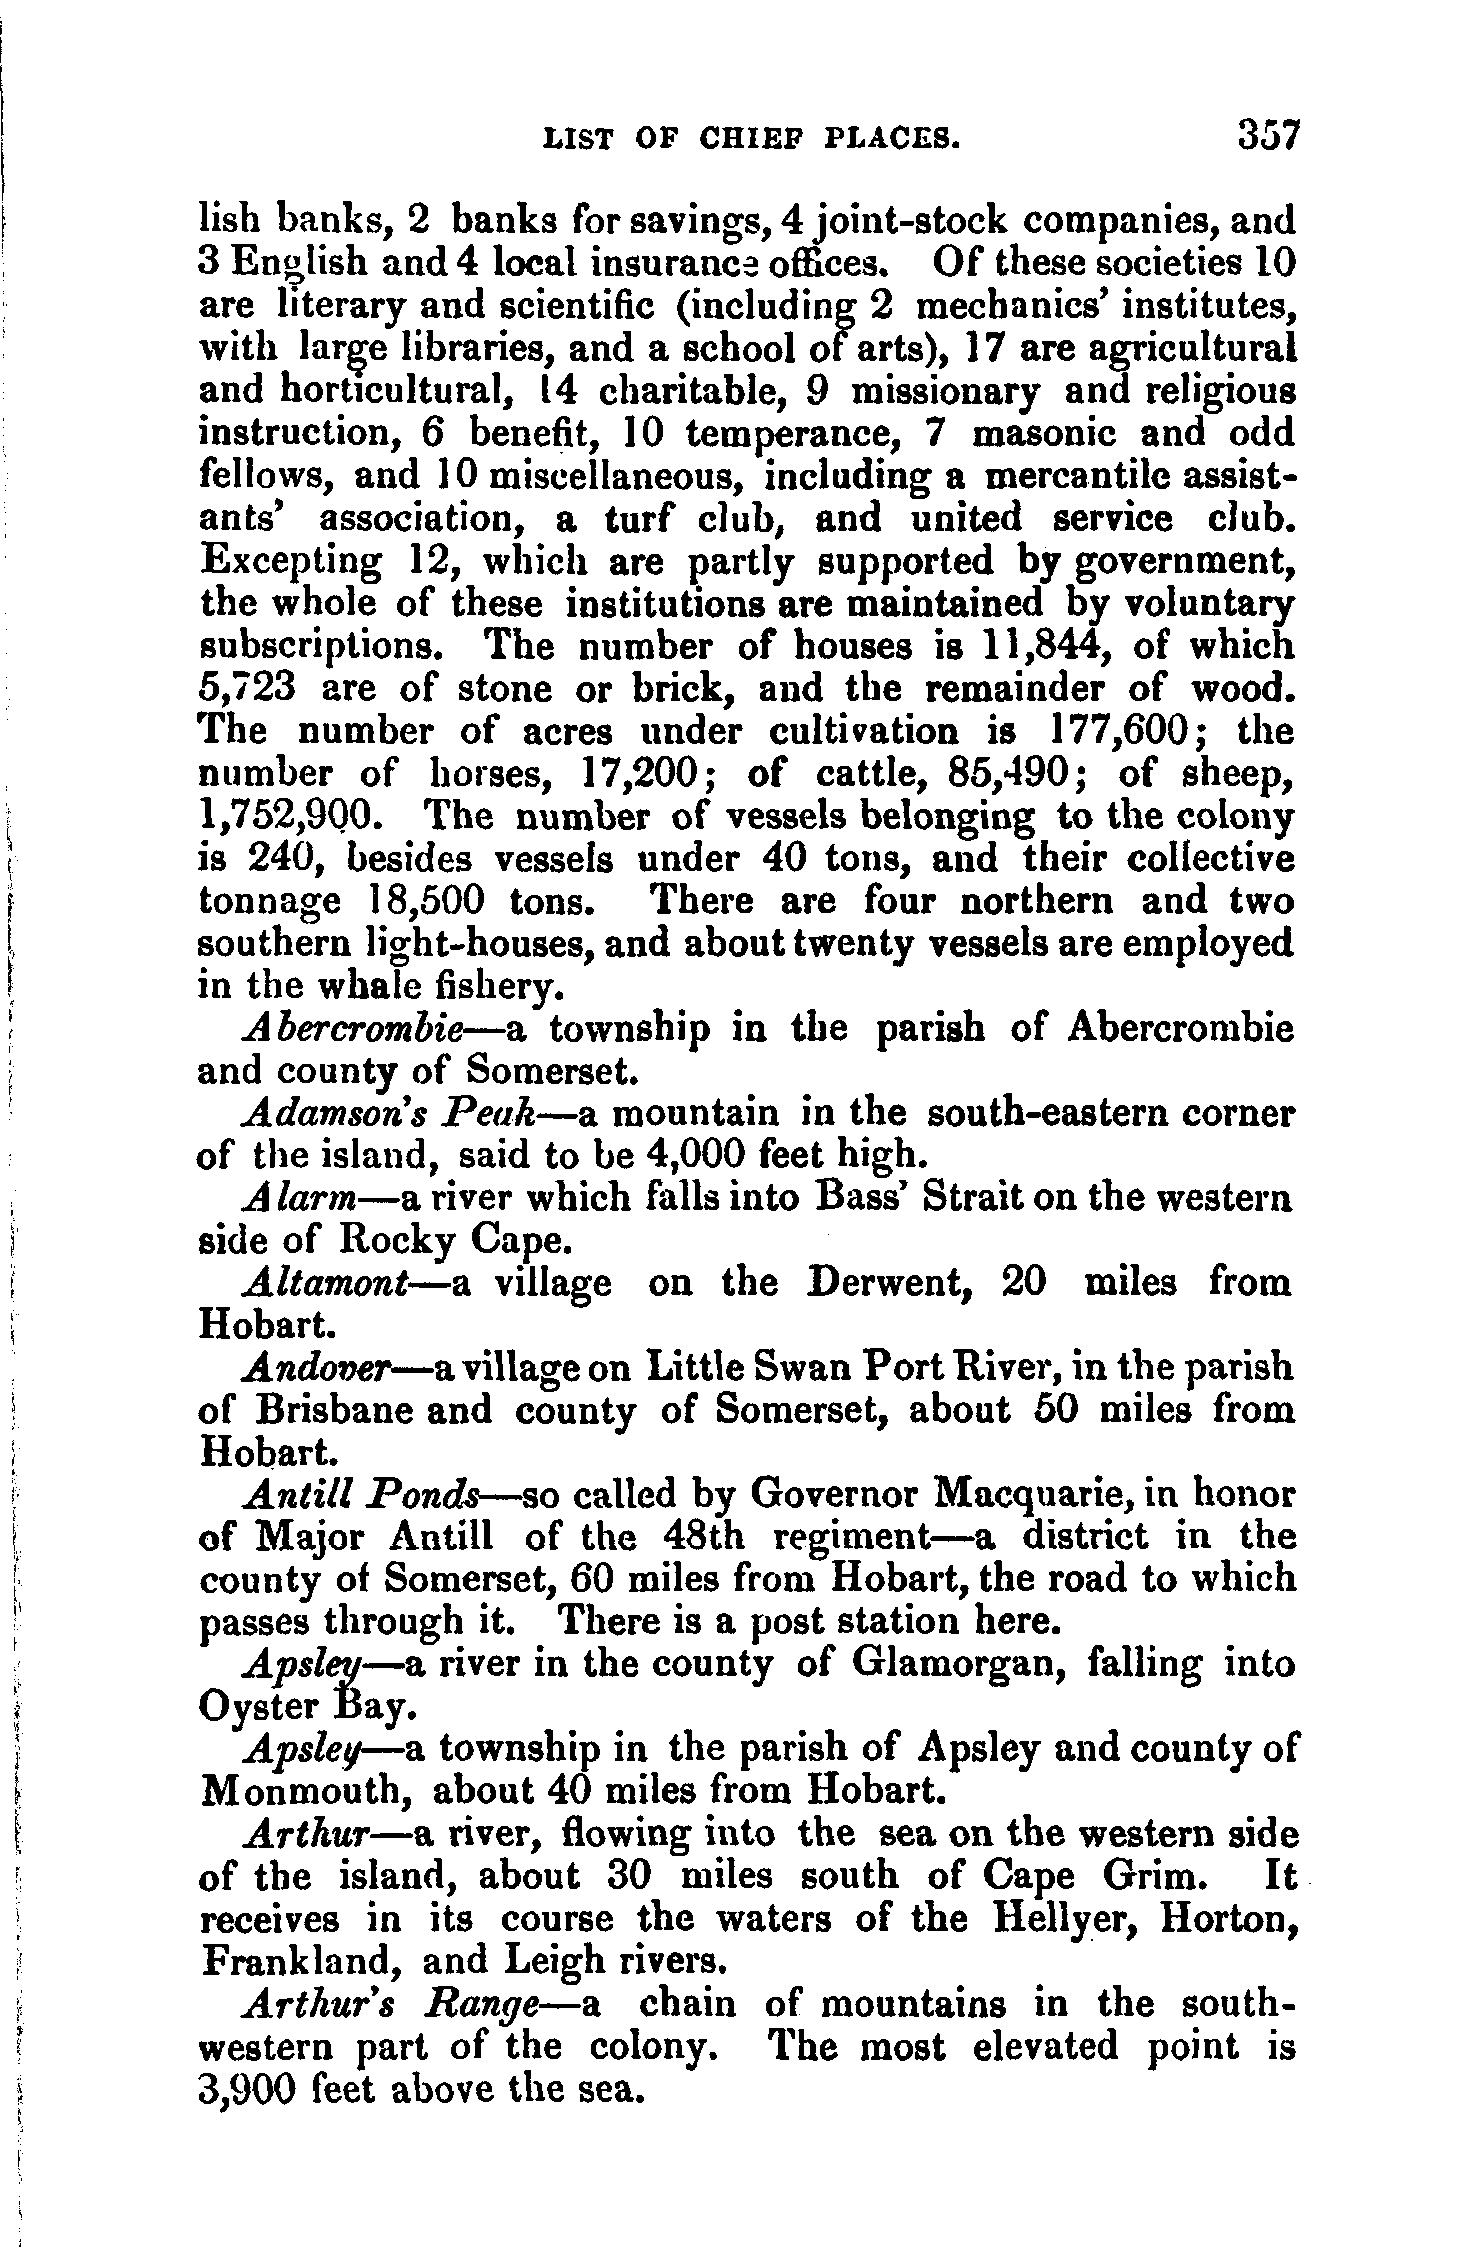 LIST OF CHIEF PLACES. 357
lish banks, 2 banks for savings, 4 joint-stock companies, and
3 English and 4 local insurance offices. Of these societies 10
are literary and scientific (including 2 mechanics' institutes,
with large libraries, and a school of arts), 17 are agricultural
and horticultural, 14 charitable, 9 missionary and religious
instruction, 6 benefit, 10 temperance, 7 masonic and odd
fellows, and 10 miscellaneous, including a mercantile assist-
ants' association, a turf club, and united service club.
Excepting 12, which are partly supported by government,
the whole of these institutions are maintained by voluntary
subscriptions. The number of houses is 11,844, of which
5,723 are of stone or brick, and the remainder of wood.
The number of acres under cultivation is 177,600; the
number of horses, 17,200; of cattle, 85,490; of sheep,
1,752,900. The number of vessels belonging to the colony
is 240, besides vessels under 40 tons, and their collective
tonnage 18,500 tons. There are four northern and two
southern light-houses, and about twenty vessels are employed
in the whale fishery.
Abercrombie—a township in the parish of Abercrombie
and county of Somerset.
Adamson's Peak—a mountain in the south-eastern corner
of the island, said to be 4,000 feet high.
Alarm—a river which falls into Bass' Strait on the western
side of Rocky Cape.
Altamont—a village on the Derwent, 20 miles from
Hobart.
Andover—a village on Little Swan Port River, in the parish
of Brisbane and county of Somerset, about 50 miles from
Hobart.
Antill Ponds—so called by Governor Macquarie, in honor
of Major Antill of the 48th regiment—a district in the
county of Somerset, 60 miles from Hobart, the road to which
passes through it. There is a post station here.
Apsley—a river in the county of Glamorgan, falling into
Oyster Bay.
Apsley—a township in the parish of Apsley and county of
Monmouth, about 40 miles from Hobart.
Arthur—a river, flowing into the sea on the western side
of the island, about 30 miles south of Cape Grim. It
receives in its course the waters of the Hellyer, Horton,
Frankland, and Leigh rivers.
Arthur's Range—a chain of mountains in the south-
western part of the colony. The most elevated point is
3,900 feet above the sea.